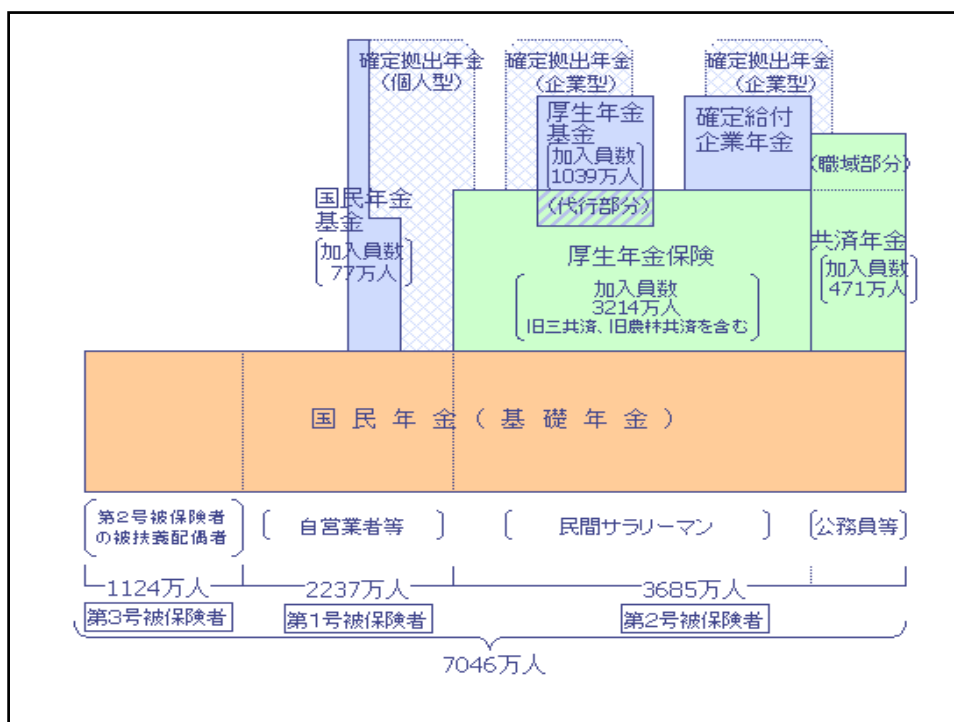 確定拠出年金
（個人型）
確定拠出年金
（企業型）
確定拠出年金
（企業型）
厚生年金
基金
加入員数
1039万人
（代行部分）
確定給付
企業年金
（職域部分）
国民年金
基金
加入員数
77万人
厚生年金保険
加入員数
3214万人
旧三共済、旧農林共済を含む
共済年金
加入員数
471万人
国民年金（基礎年金）
第2号被保険者
の被扶養配偶者
自営業者等
民間サラリーマン
公務員等
1124万人
2237万人
3685万人
第3号被保険者
第1号被保険者
第2号被保険者
7046万人